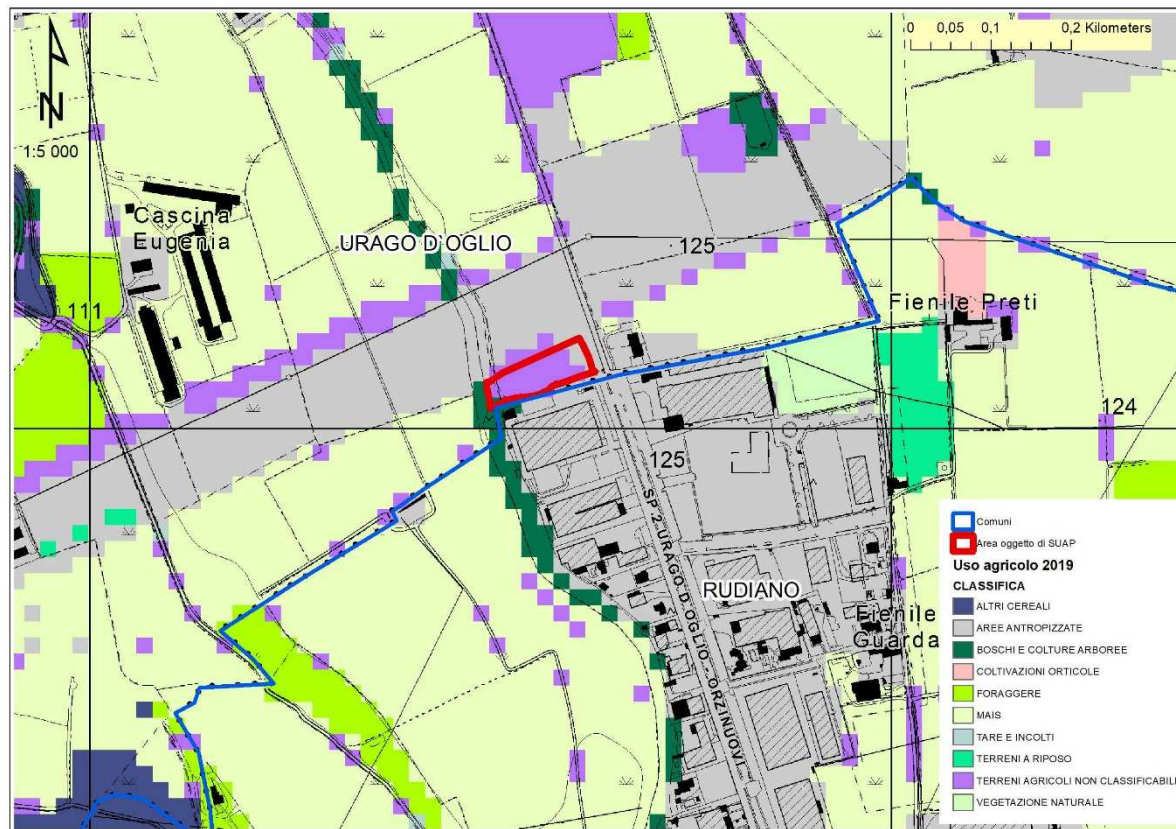 N
1:5 000
0 0,05 0,1 0,2 Kilometers
Cascina
Eugenia
URAGO D'OGLIO
125
111
Fienile Preti
124
125
SP 2 URAGO D'OGLIO - ORZINUOVI
RUDIANO
Fienile
Guarda
Comuni
Area oggetto di SUAP
Uso agricolo 2019
CLASSIFICA
ALTRI CEREALI
AREE ANTROPIZZATE
BOSCHI E COLTURE ARBOREE
COLTIVAZIONI ORTICOLE
FORAGGERE
MAIS
TARE E INCOLTI
TERRENI A RIPOSO
TERRENI AGRICOLI NON CLASSIFICABILI
VEGETAZIONE NATURALE